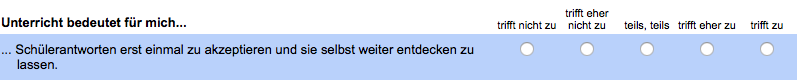 Unterricht bedeutet für mich...
trifft nicht zu
trifft eher
nicht zu
teils, teils
trifft eher zu
trifft zu
... Schülerantworten erst einmal zu akzeptieren und sie selbst weiter entdecken zu
lassen.